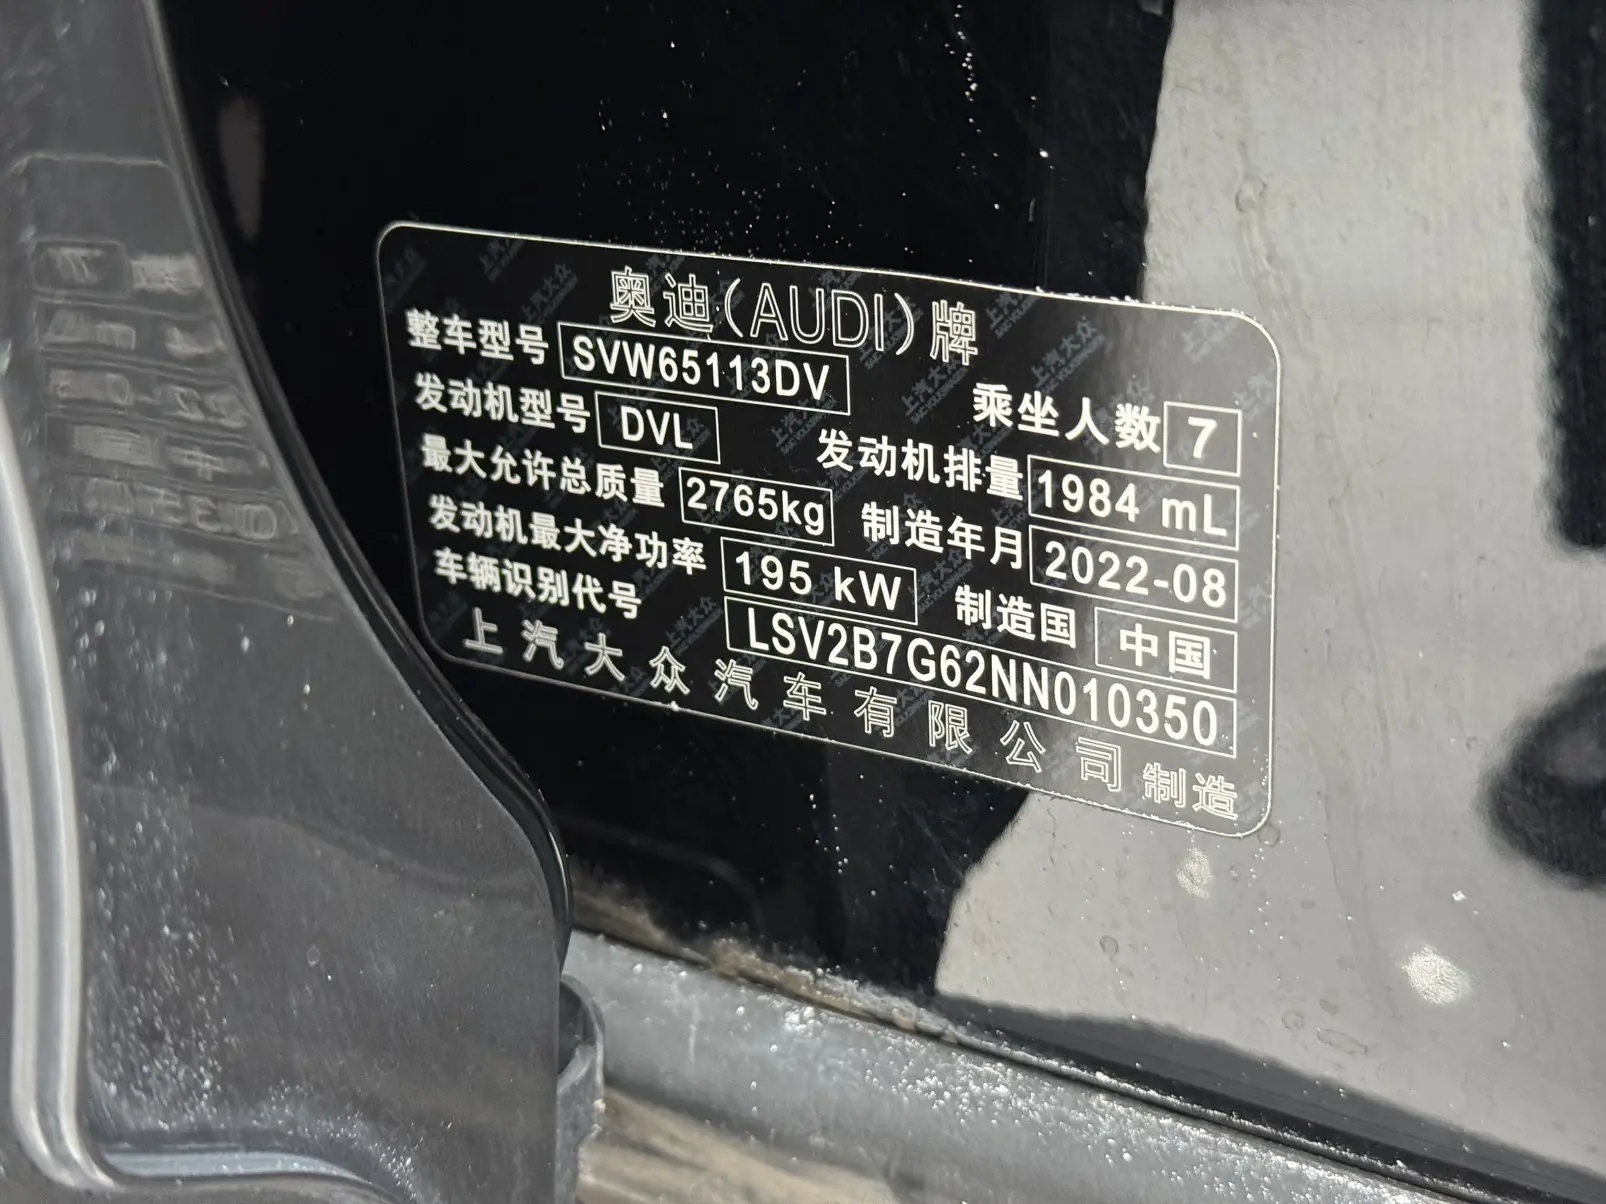 奥迪(AUDI)牌
整车型号 SVW65113DV
乘坐人数 7
发动机型号 DVL
发动机排量 1984 mL
最大允许总质量 2765kg
制造年月 2022-08
发动机最大净功率 195 kW
制造国 中国
车辆识别代号 LSV2B7G62NN010350
上汽大众汽车有限公司制造